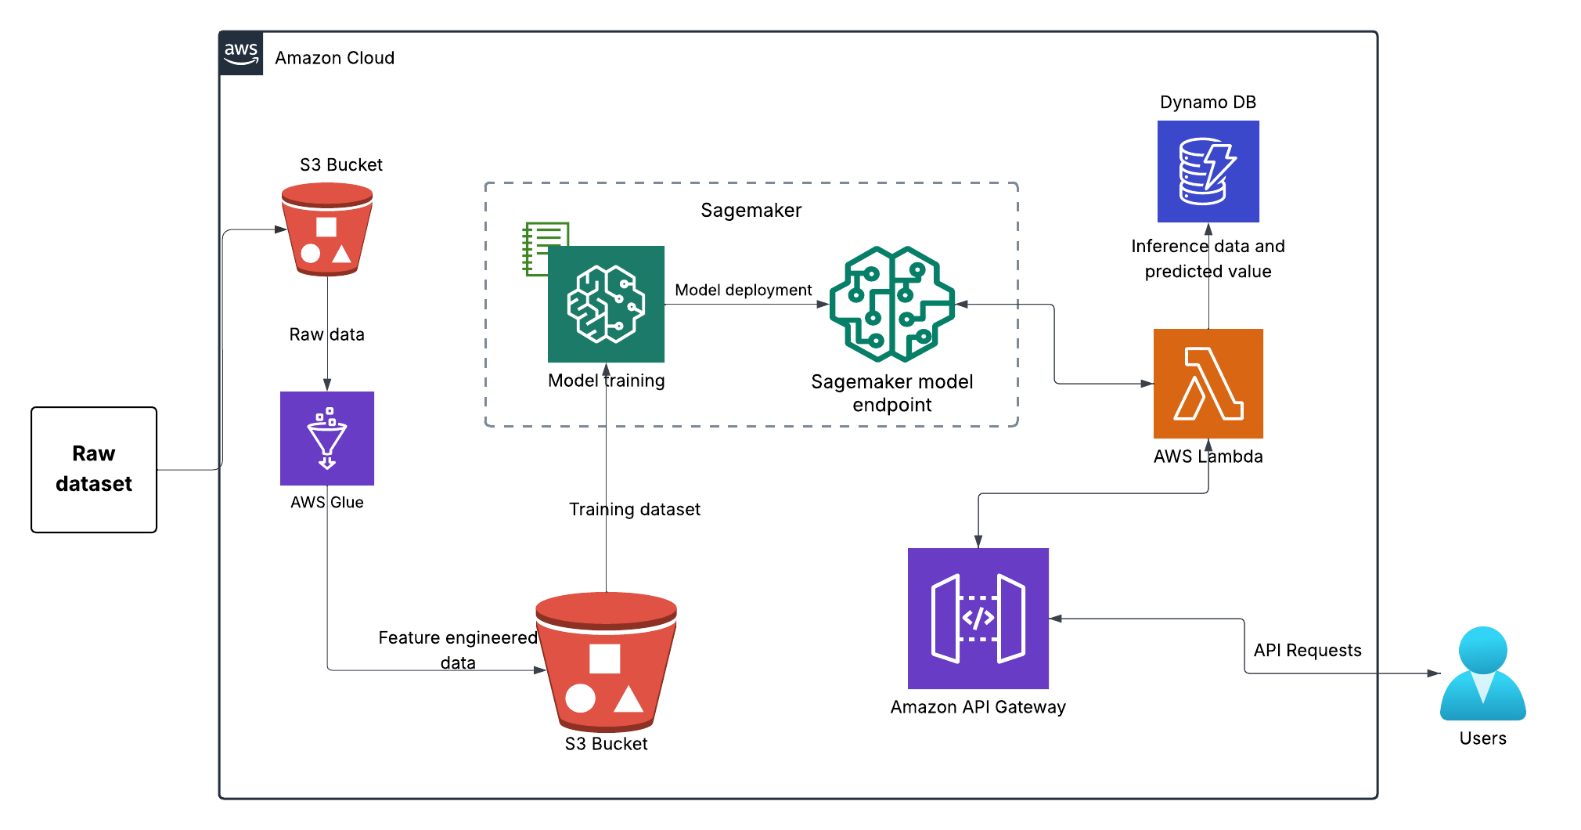 aws
Amazon Cloud
Dynamo DB
S3 Bucket
Sagemaker
Inference data and
predicted value
Model deployment
Raw data
Model training
Sagemaker model
endpoint
Raw
dataset
AWS Lambda
AWS Glue
Training dataset
Feature engineered
data
</>
API Requests
Amazon API Gateway
Users
S3 Bucket